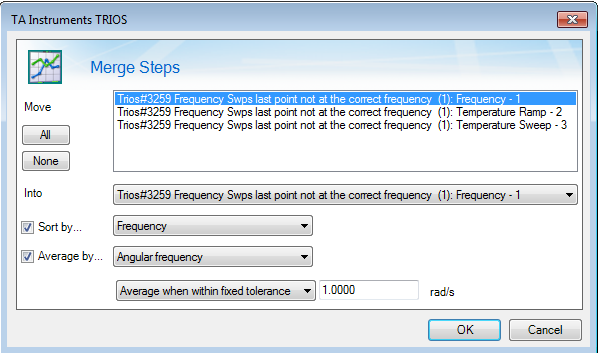 TA Instruments TRIOS
Merge Steps
Move
All
None
Trios#3259 Frequency Swps last point not at the correct frequency (1): Frequency - 1
Trios#3259 Frequency Swps last point not at the correct frequency (1): Temperature Ramp - 2
Trios#3259 Frequency Swps last point not at the correct frequency (1): Temperature Sweep - 3
Into
Trios#3259 Frequency Swps last point not at the correct frequency (1): Frequency - 1
Sort by... Frequency
Average by... Angular frequency
Average when within fixed tolerance 1.0000 rad/s
OK Cancel